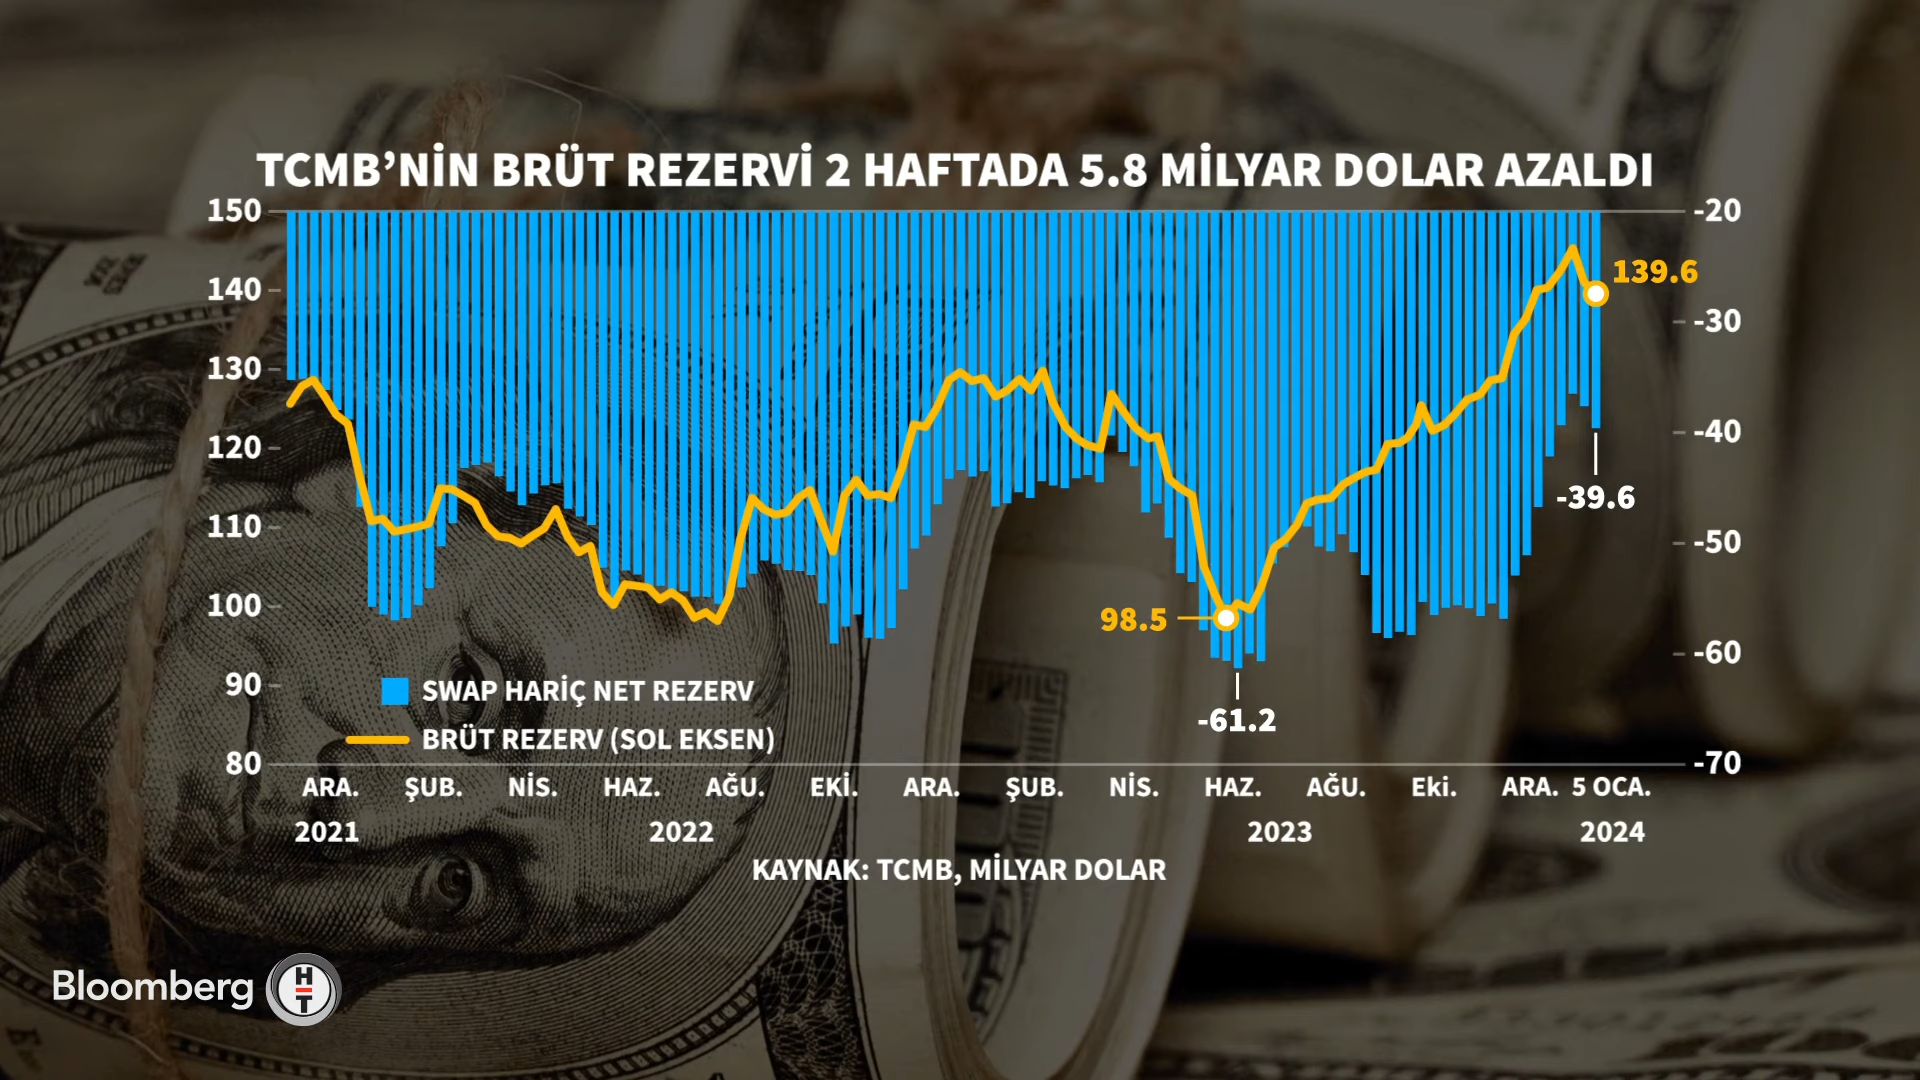 TCMB’NİN BRÜT REZERVİ 2 HAFTADA 5.8 MİLYAR DOLAR AZALDI
150
140
130
120
110
100
90
80
-20
-30
-40
-50
-60
-70
139.6
-39.6
98.5
-61.2
SWAP HARİÇ NET REZERV
BRÜT REZERV (SOL EKSEN)
ARA. ŞUB. NİS. HAZ. AĞU. EKİ. ARA. ŞUB. NİS. HAZ. AĞU. Eki. ARA. 5 OCA.
2021 2022 2023 2024
KAYNAK: TCMB, MİLYAR DOLAR
Bloomberg HT